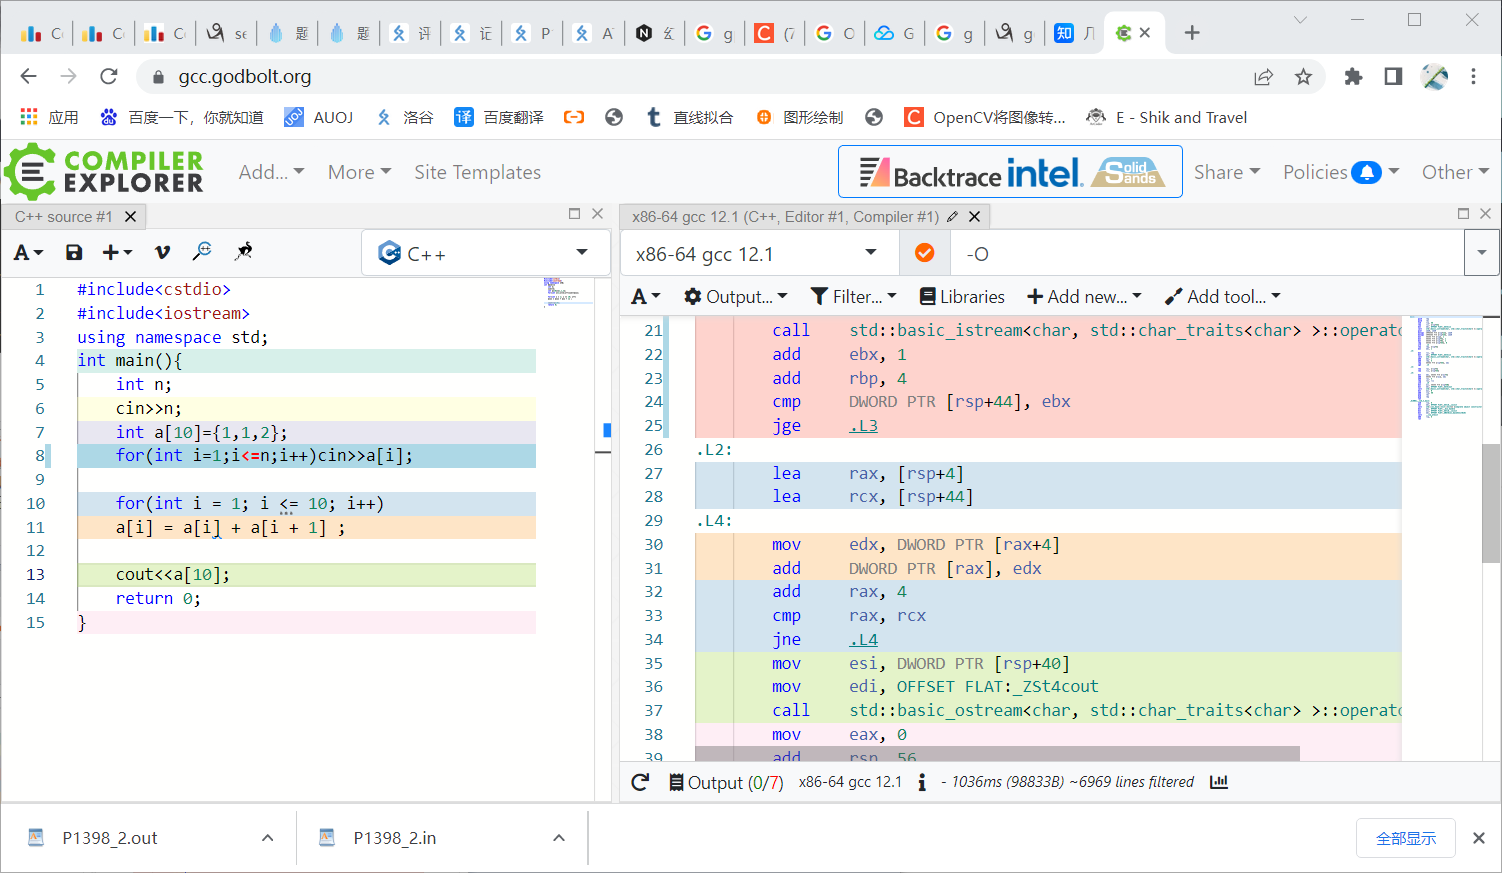 C
C
C
se
题
题
评
记
P
A
幺
g
(7
O
G
g
g
知
gcc.godbolt.org
应用
百度一下，你就知道
AUOJ
洛谷
译 百度翻译
直线拟合
图形绘制
OpenCV将图像转...
E - Shik and Travel
COMPILER
EXPLORER
Add...
More
Site Templates
Backtrace intel. Solid Sands
Share
Policies
Other
C++ source #1
x86-64 gcc 12.1 (C++, Editor #1, Compiler #1)
A
C++
x86-64 gcc 12.1
-O
A
Output...
Filter...
Libraries
Add new...
Add tool...
1 #include<cstdio>
2 #include<iostream>
3 using namespace std;
4 int main(){
5 int n;
6 cin>>n;
7 int a[10]={1,1,2};
8 for(int i=1;i<=n;i++)cin>>a[i];
9
10 for(int i = 1; i <= 10; i++)
11 a[i] = a[i] + a[i + 1] ;
12
13 cout<<a[10];
14 return 0;
15 }
21 call std::basic_istream<char, std::char_traits<char> >::operato
22 add ebx, 1
23 add rbp, 4
24 cmp DWORD PTR [rsp+44], ebx
25 jge .L3
26 .L2:
27 lea rax, [rsp+4]
28 lea rcx, [rsp+44]
29 .L4:
30 mov edx, DWORD PTR [rax+4]
31 add DWORD PTR [rax], edx
32 add rax, 4
33 cmp rax, rcx
34 jne .L4
35 mov esi, DWORD PTR [rsp+40]
36 mov edi, OFFSET FLAT:_ZSt4cout
37 call std::basic_ostream<char, std::char_traits<char> >::operato
38 mov eax, 0
39 add rsp, 56
Output (0/7)
x86-64 gcc 12.1
- 1036ms (98833B) ~6969 lines filtered
P1398_2.out
P1398_2.in
全部显示